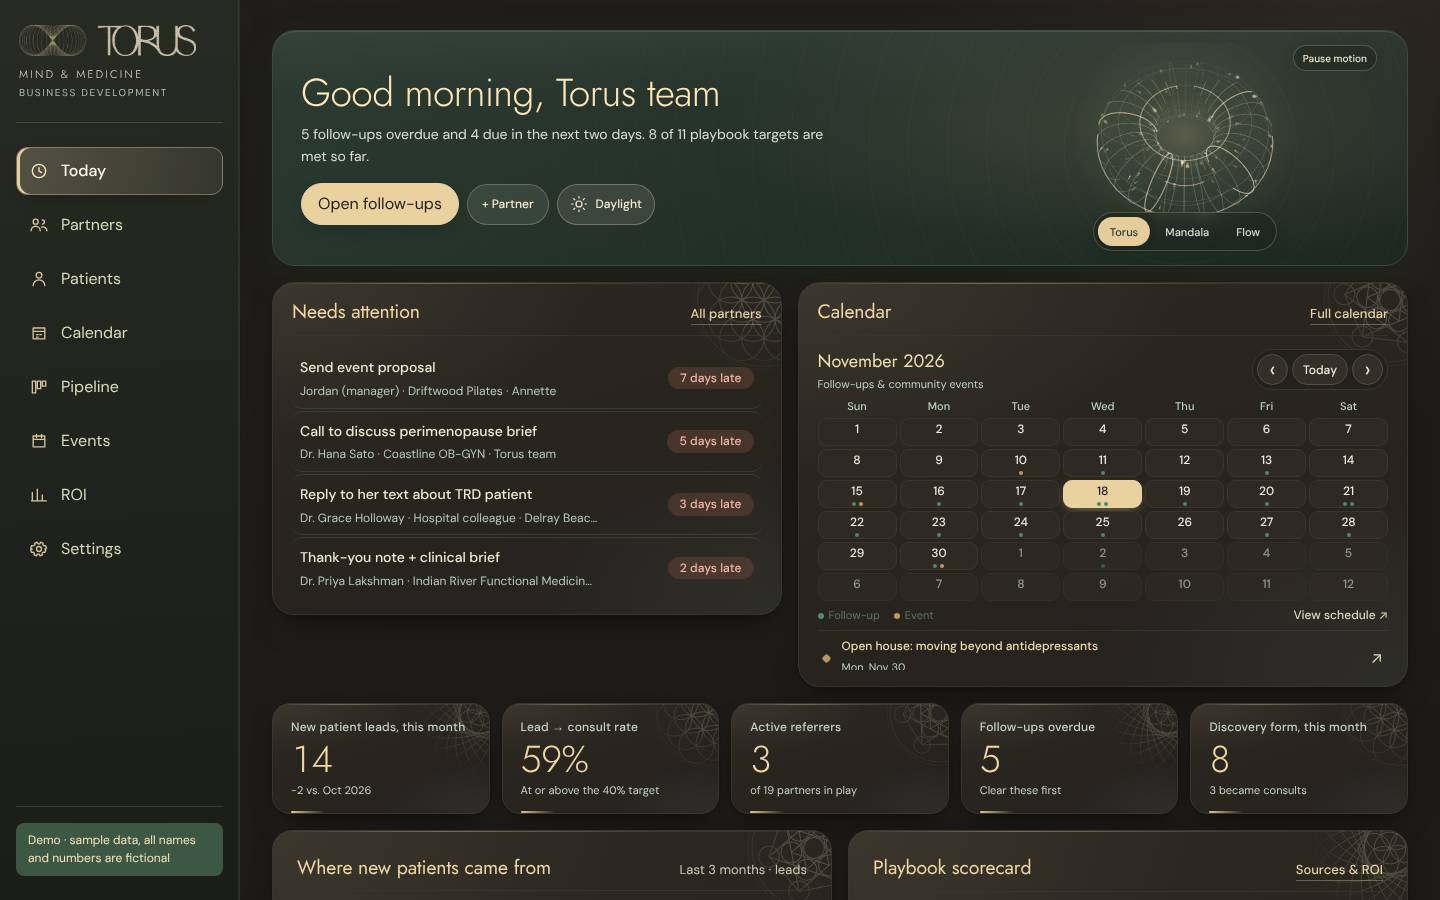 TORUS
MIND & MEDICINE
BUSINESS DEVELOPMENT
Today
Partners
Patients
Calendar
Pipeline
Events
ROI
Settings
Demo · sample data, all names
and numbers are fictional
Pause motion
Good morning, Torus team
5 follow-ups overdue and 4 due in the next two days. 8 of 11 playbook targets are
met so far.
Open follow-ups
+ Partner
Daylight
Torus
Mandala
Flow
Needs attention
All partners
Send event proposal
Jordan (manager) · Driftwood Pilates · Annette
7 days late
Call to discuss perimenopause brief
Dr. Hana Sato · Coastline OB-GYN · Torus team
5 days late
Reply to her text about TRD patient
Dr. Grace Holloway · Hospital colleague · Delray Beac…
3 days late
Thank-you note + clinical brief
Dr. Priya Lakshman · Indian River Functional Medicin…
2 days late
Calendar
Full calendar
November 2026
Follow-ups & community events
‹ Today ›
Sun Mon Tue Wed Thu Fri Sat
1 2 3 4 5 6 7
8 9 10 11 12 13 14
15 16 17 18 19 20 21
22 23 24 25 26 27 28
29 30 1 2 3 4 5
6 7 8 9 10 11 12
Follow-up
Event
View schedule ↗
Open house: moving beyond antidepressants
Mon, Nov 30
↗
New patient leads, this month
14
-2 vs. Oct 2026
Lead → consult rate
59%
At or above the 40% target
Active referrers
3
of 19 partners in play
Follow-ups overdue
5
Clear these first
Discovery form, this month
8
3 became consults
Where new patients came from
Last 3 months · leads
Playbook scorecard
Sources & ROI